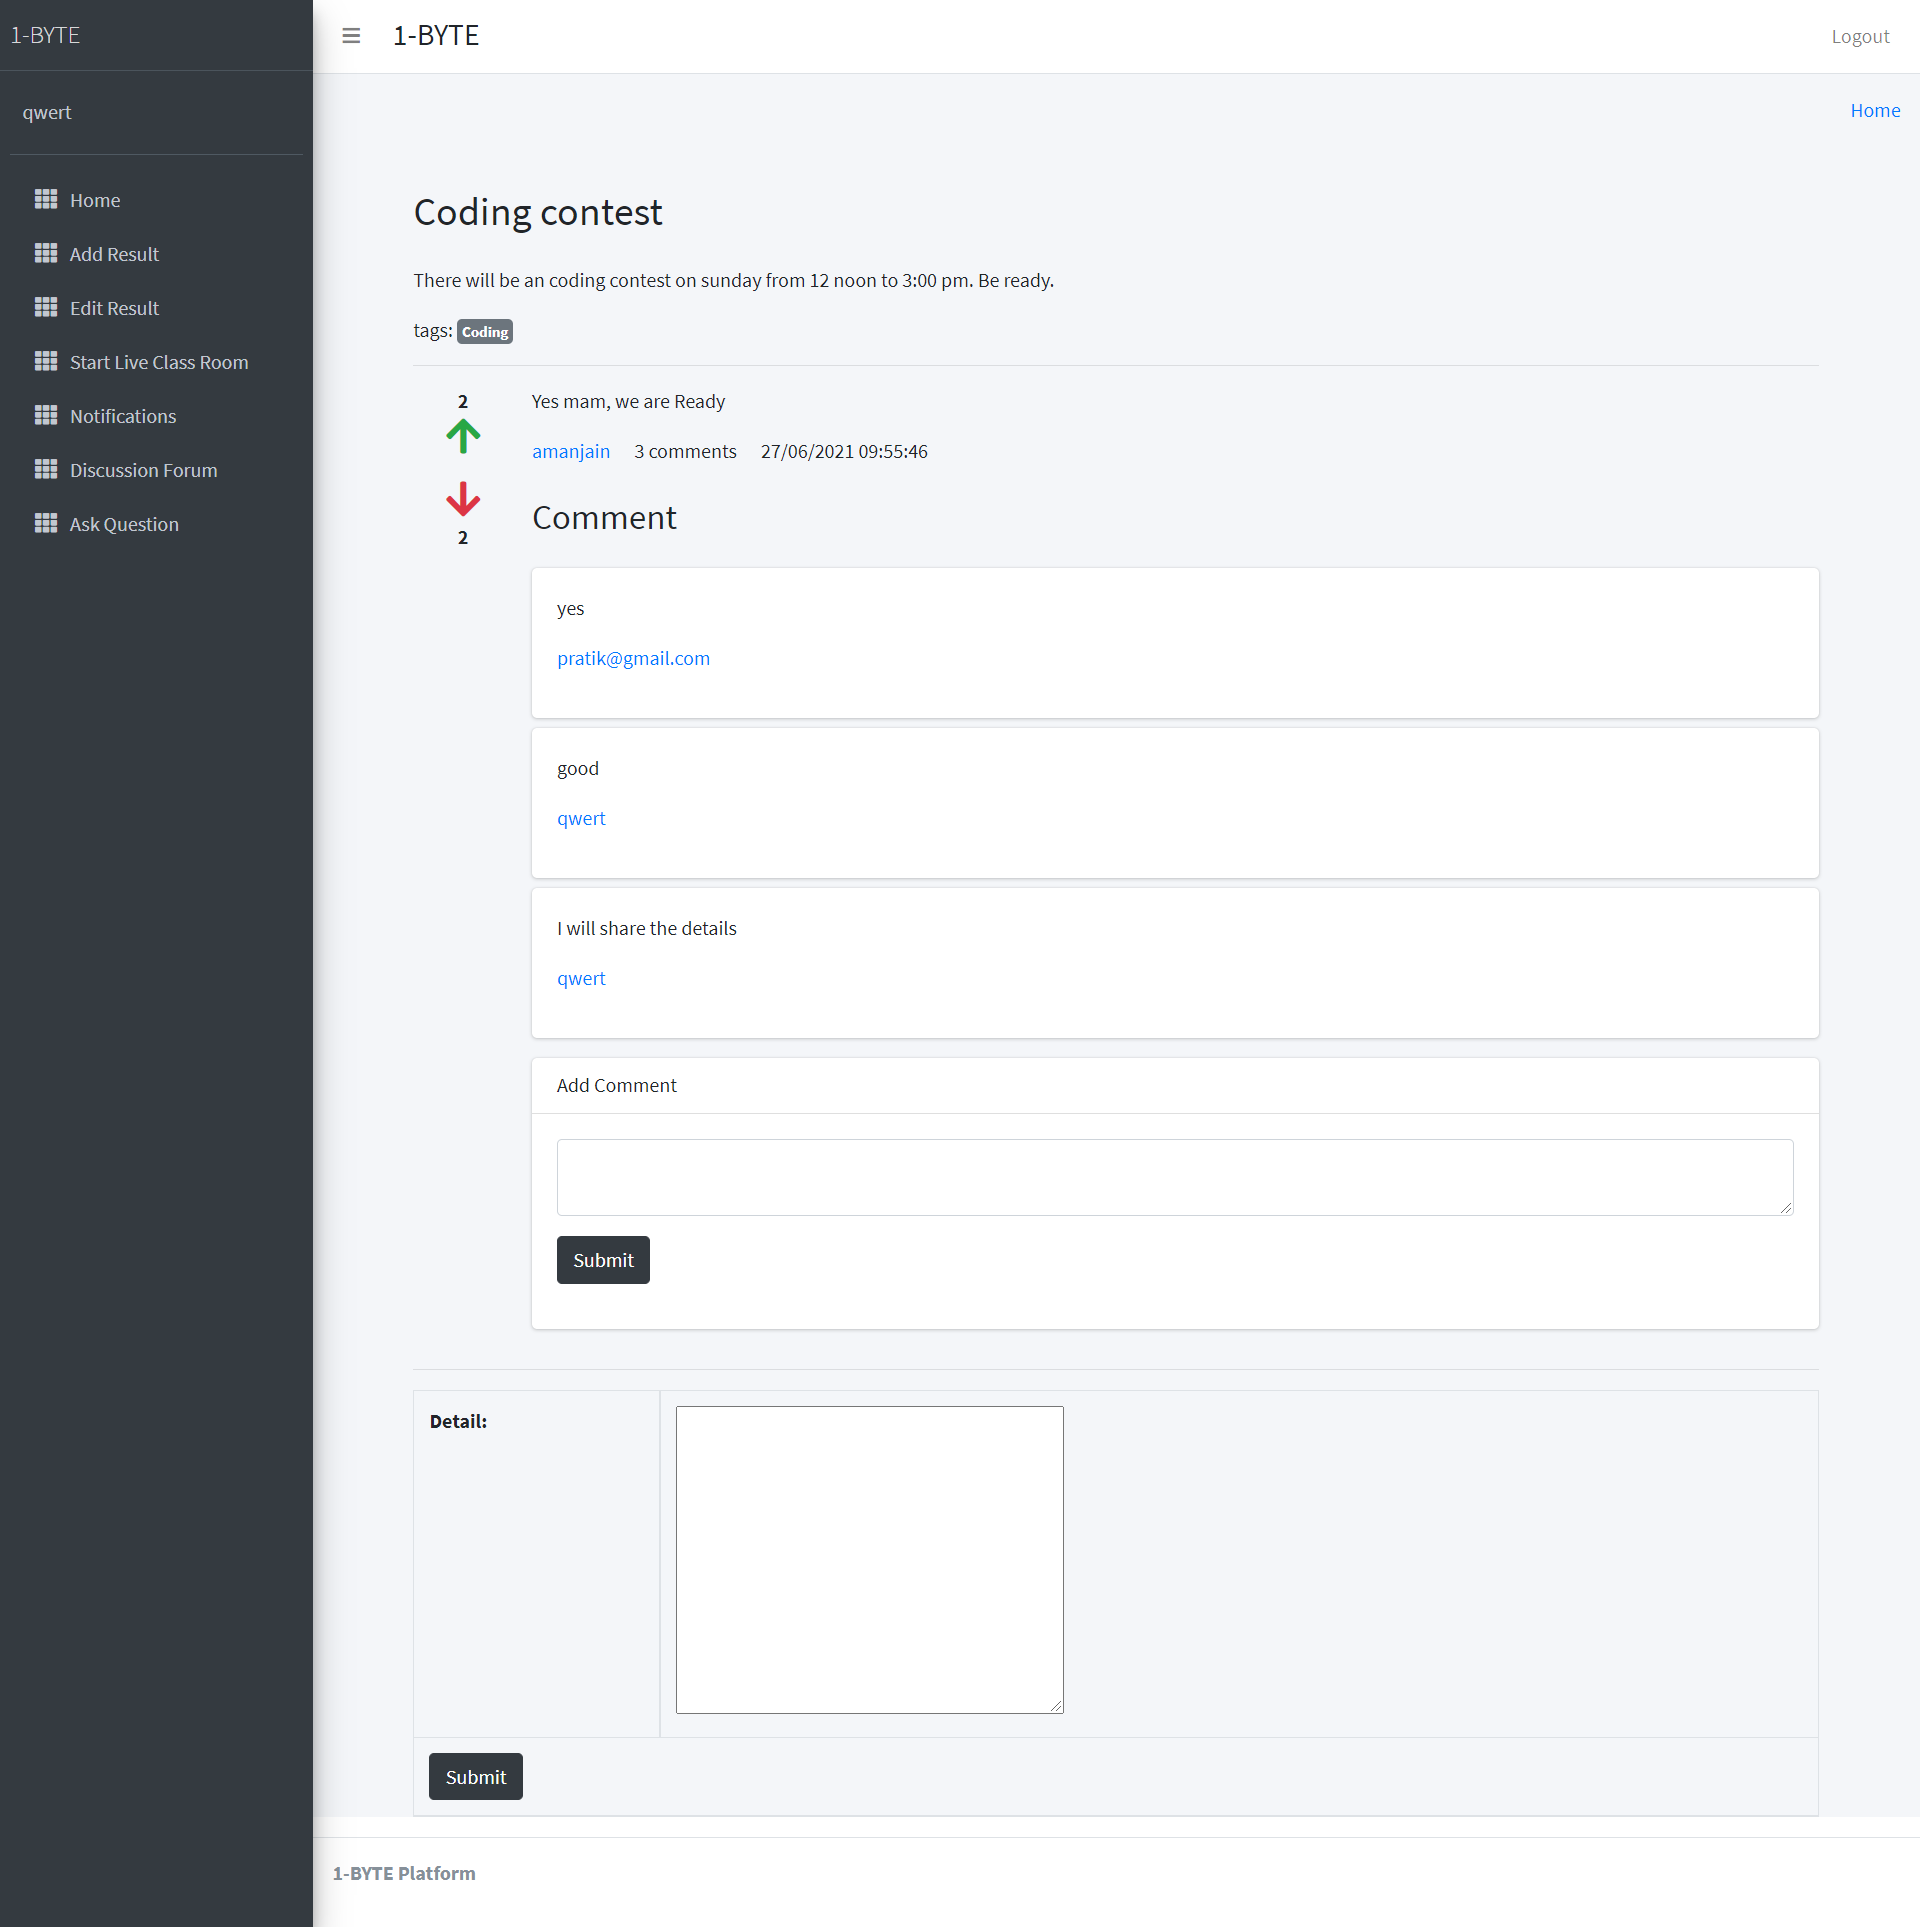 1-BYTE
1-BYTE
Logout
qwert
Home
Home
Add Result
Edit Result
Start Live Class Room
Notifications
Discussion Forum
Ask Question
Coding contest
There will be an coding contest on sunday from 12 noon to 3:00 pm. Be ready.
tags: Coding
2
Yes mam, we are Ready
amanjain 3 comments 27/06/2021 09:55:46
2
Comment
yes
pratik@gmail.com
good
qwert
I will share the details
qwert
Add Comment
Submit
Detail:
Submit
1-BYTE Platform